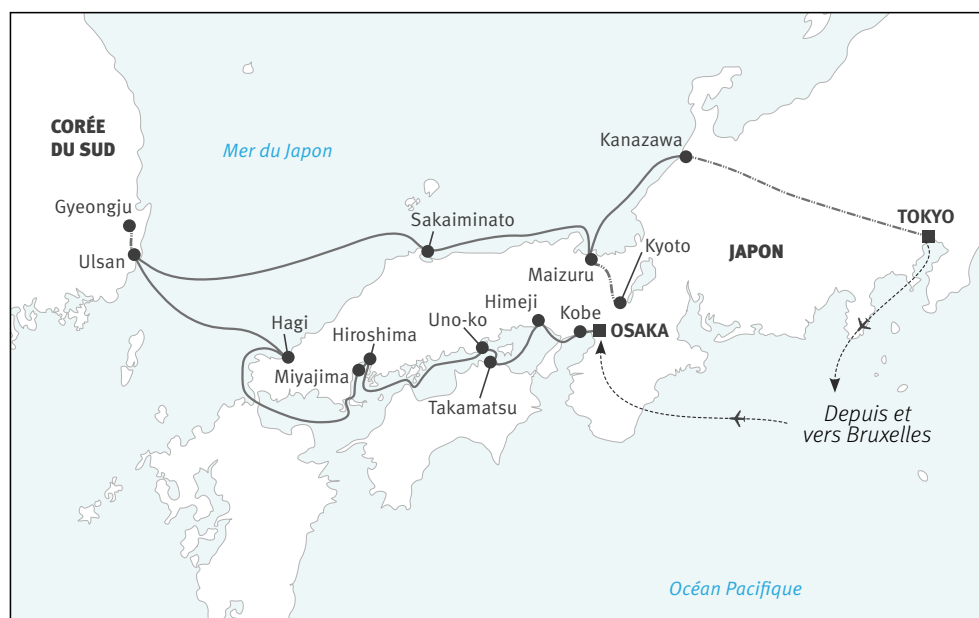 CORÉE
DU SUD
Mer du Japon
Kanazawa
Gyeongju
Sakaiminato
TOKYO
Ulsan
Kyoto
JAPON
Maizuru
Himeji
Kobe
Uno-ko
OSAKA
Hagi
Hiroshima
Miyajima
Takamatsu
Depuis et
vers Bruxelles
Océan Pacifique